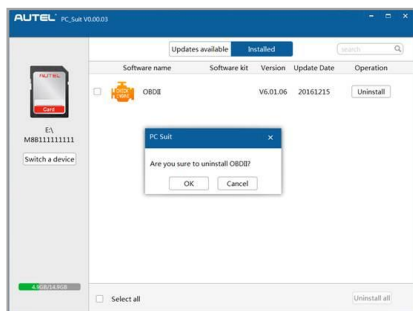 AUTEL PC_Suit V0.00.03
Updates available Installed
search
Software name Software kit Version Update Date Operation
AUTEL
Card
OBDII V6.01.06 20161215 Uninstall
E:\
M8B111111111
Switch a device
PC Suit
Are you sure to uninstall OBDII?
OK Cancel
4.9GB/14.9GB
Select all Uninstall all